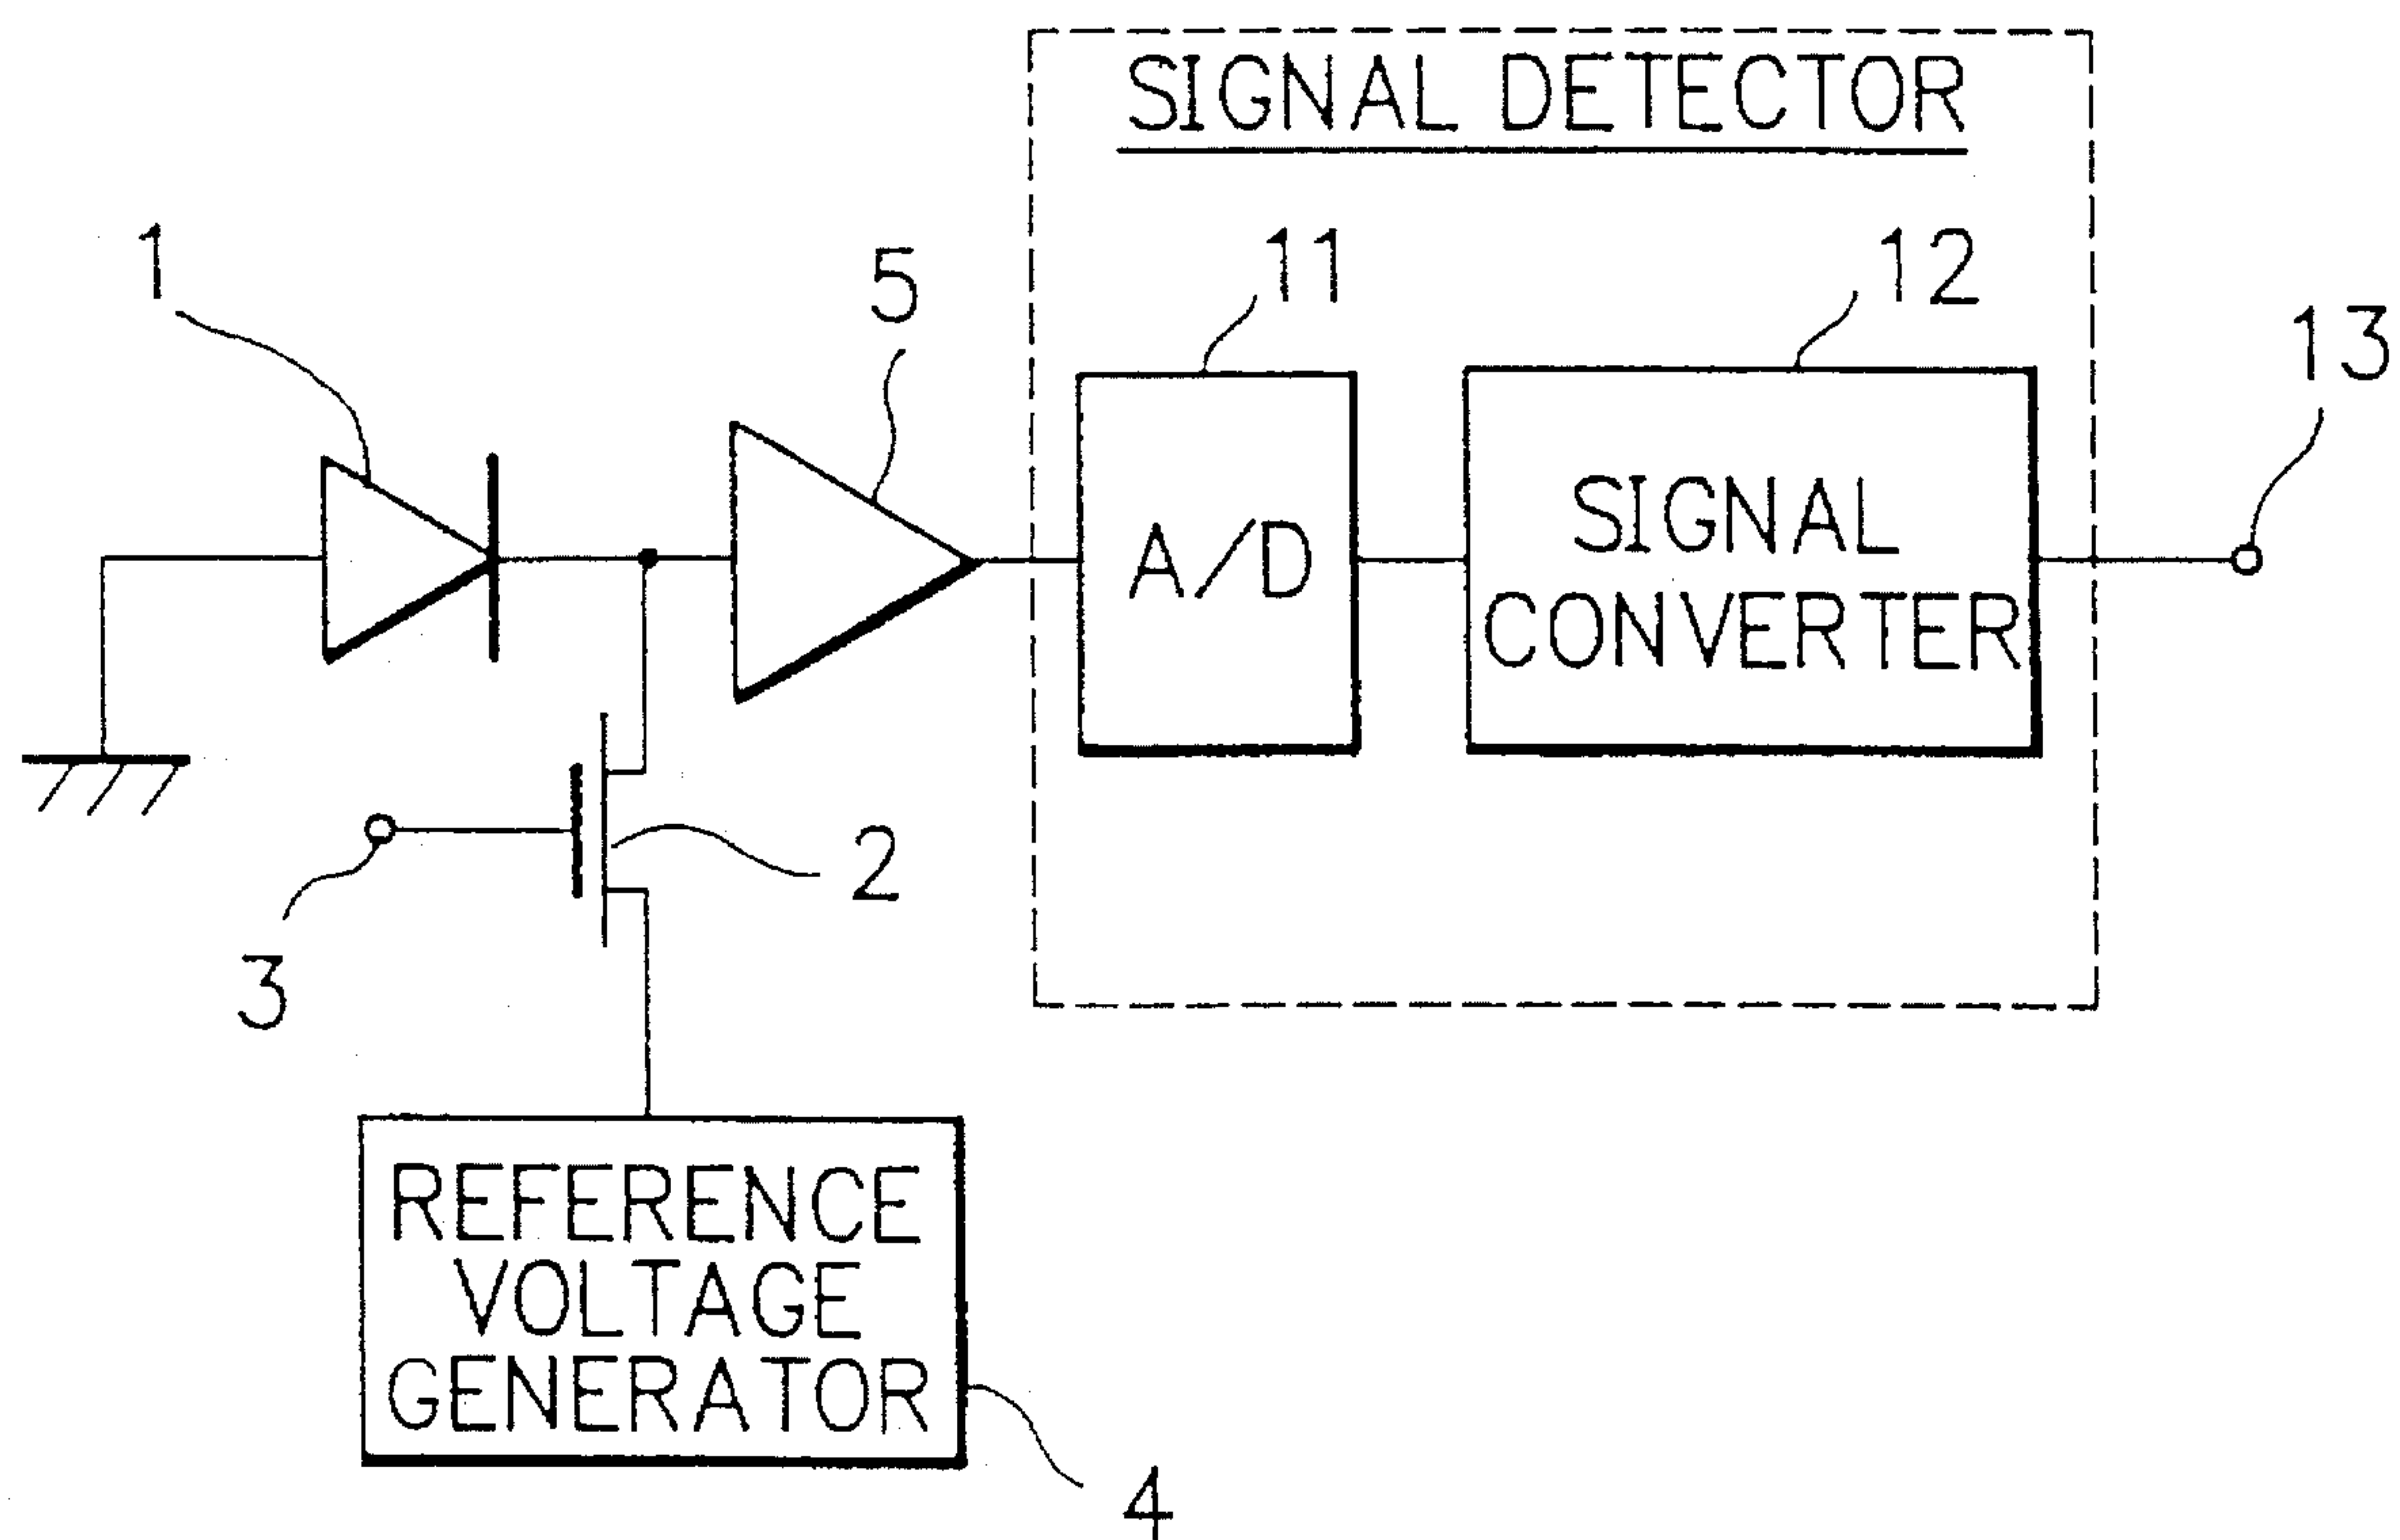 SIGNAL DETECTOR
1
5
11
12
13
A/D
SIGNAL
CONVERTER
2
3
REFERENCE
VOLTAGE
GENERATOR
4